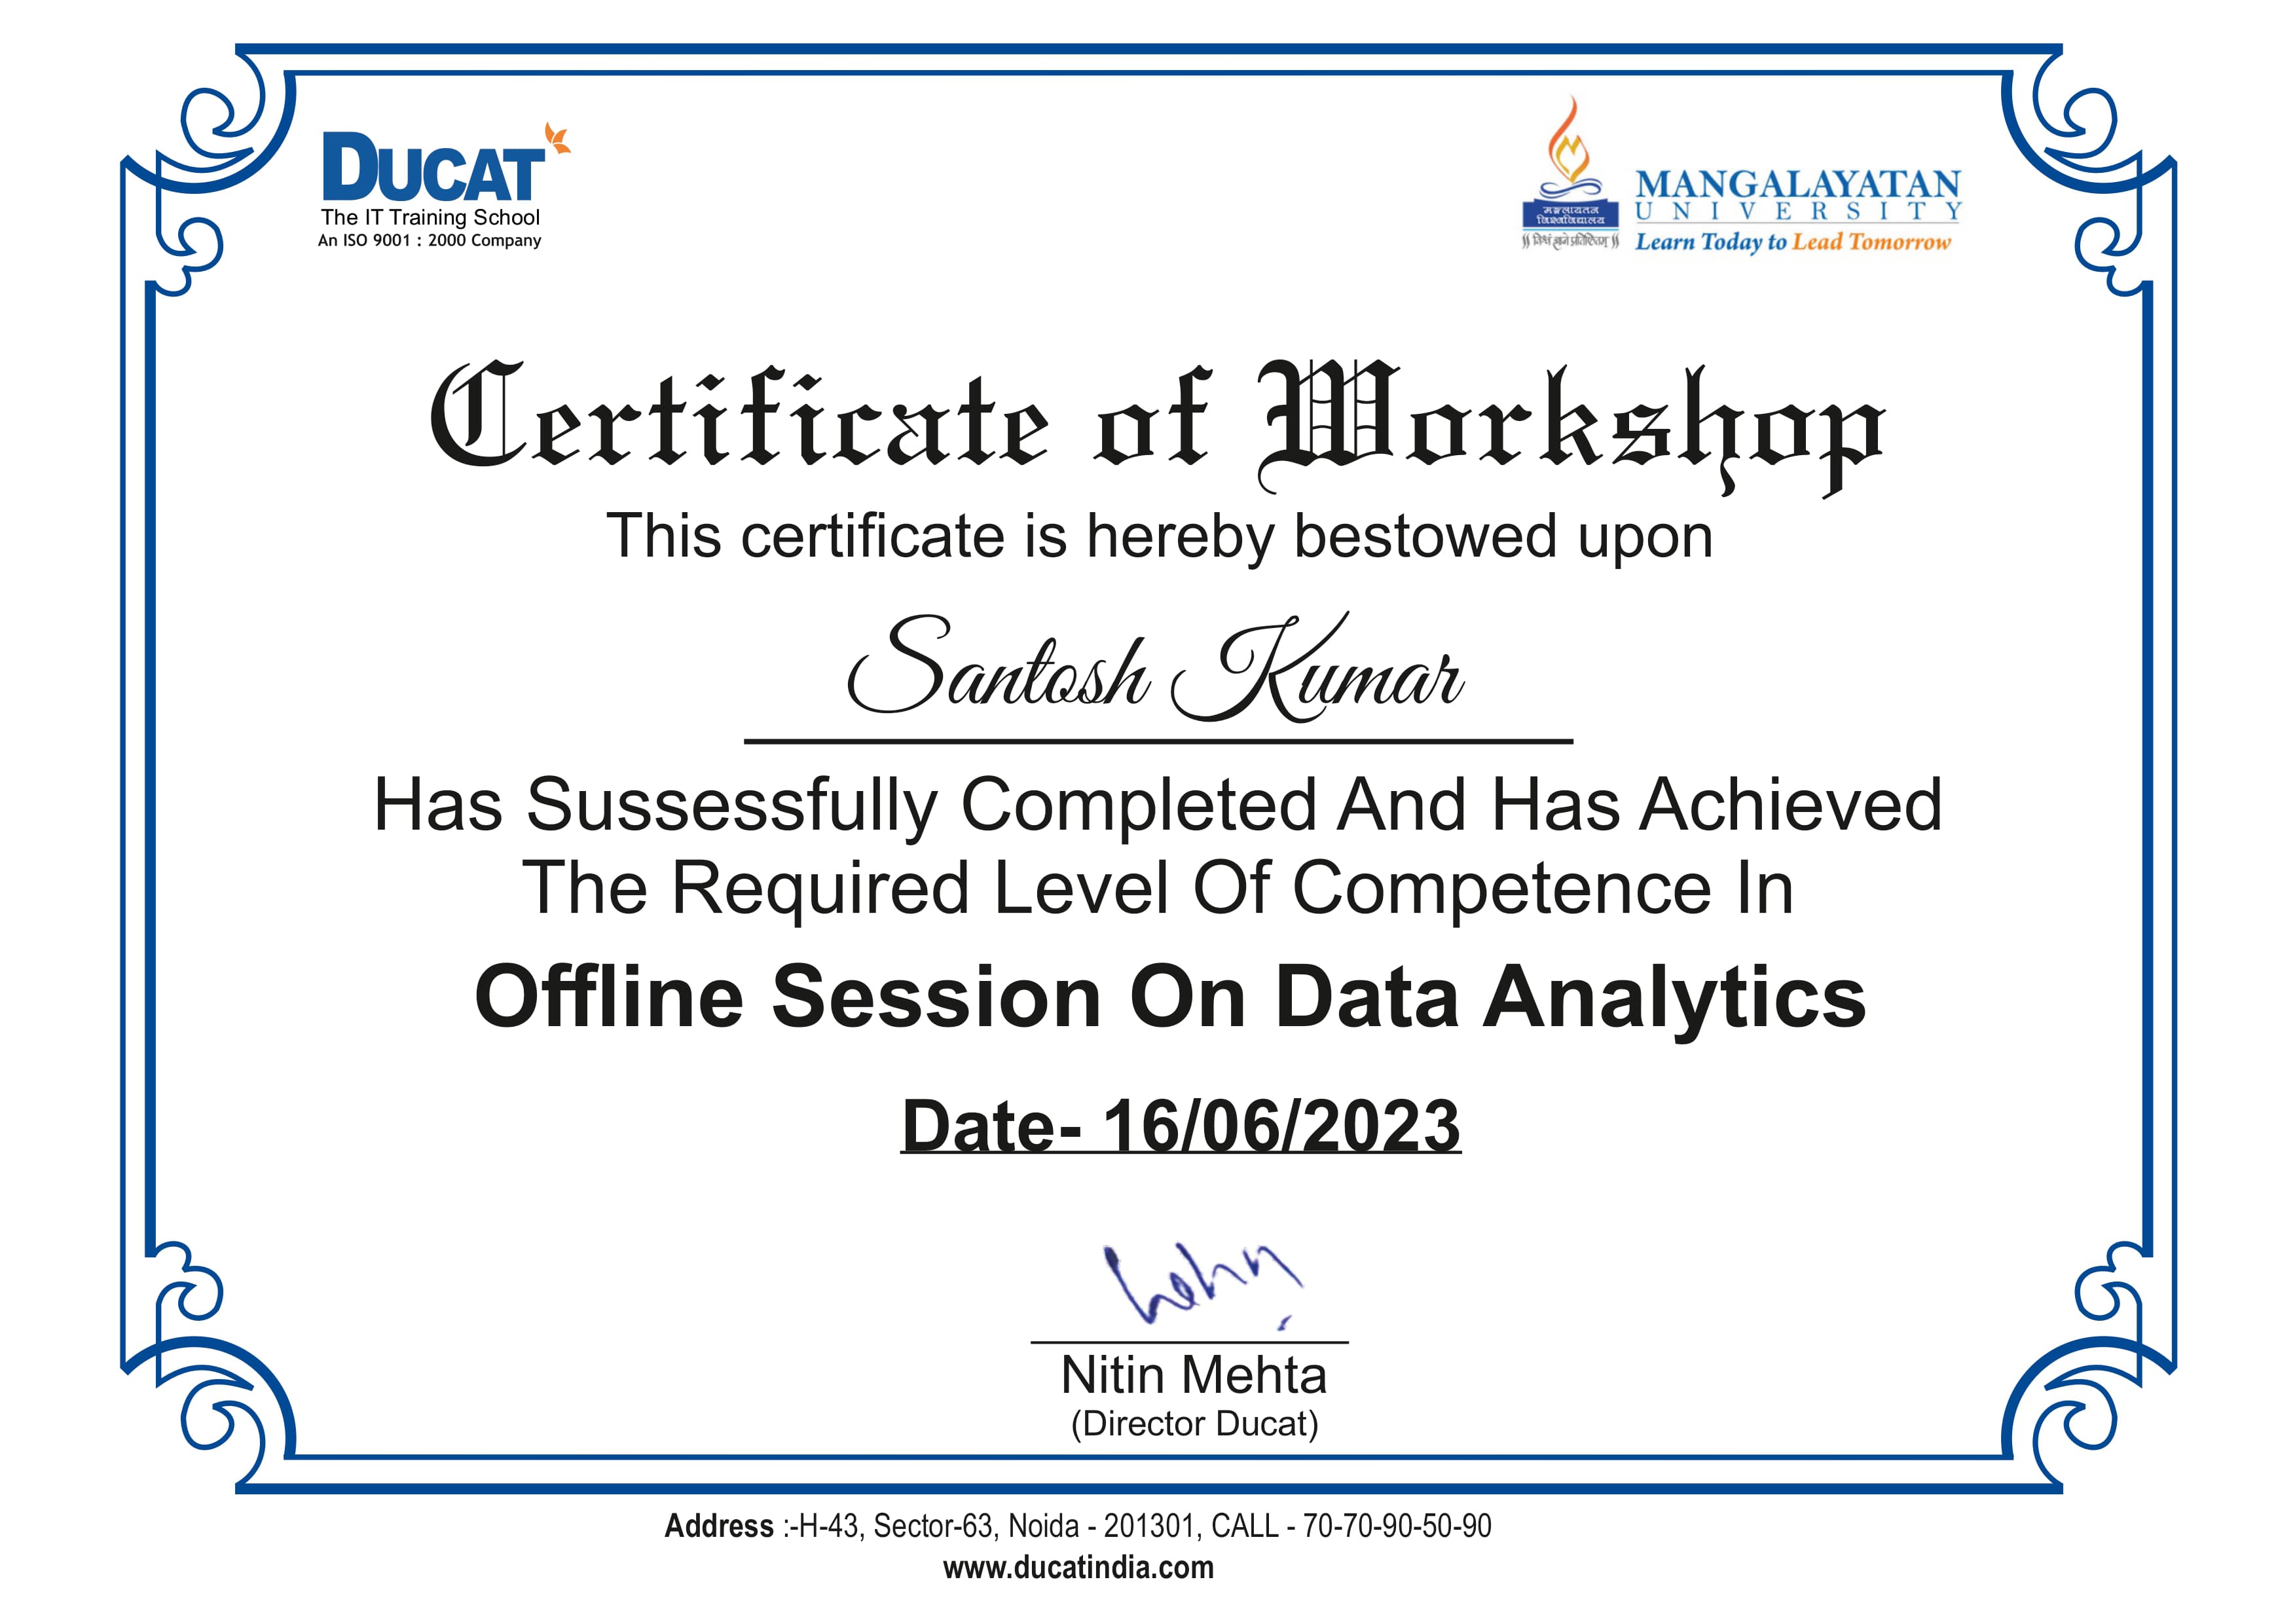 DUCAT
The IT Training School
An ISO 9001 : 2000 Company
मङ्गलायतन
विश्वविद्यालय
MANGALAYATAN
UNIVERSITY
Learn Today to Lead Tomorrow
Certificate of Workshop
This certificate is hereby bestowed upon
Santosh Kumar
Has Sussessfully Completed And Has Achieved
The Required Level Of Competence In
Offline Session On Data Analytics
Date- 16/06/2023
Nitin Mehta
(Director Ducat)
Address :-H-43, Sector-63, Noida - 201301, CALL - 70-70-90-50-90
www.ducatindia.com